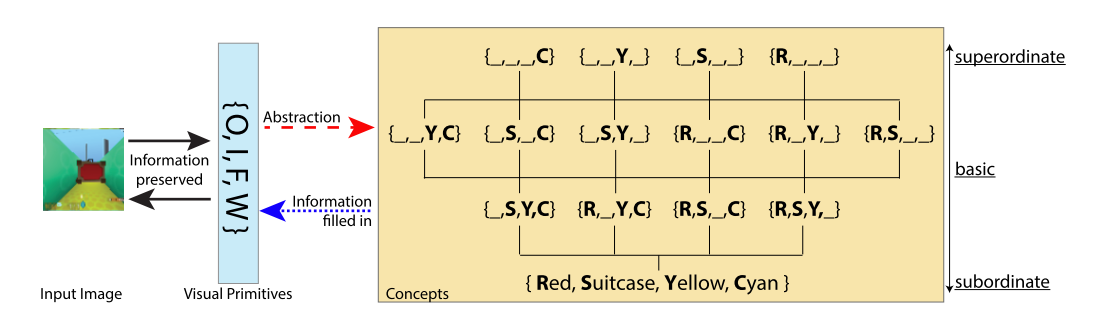 {_,_,_,C} {_,_,Y,_} {_,S,_,_} {R,_,_,_}
superordinate
Abstraction
{_,_,Y,C} {_,S,_,C} {_,S,Y,_} {R,_,_,C} {R,_,Y,_} {R,S,_,_}
Information
preserved
{O, I, F, W}
basic
Information
filled in
{_,S,Y,C} {R,_,Y,C} {R,S,_,C} {R,S,Y,_}
{ Red, Suitcase, Yellow, Cyan }
subordinate
Input Image
Visual Primitives
Concepts